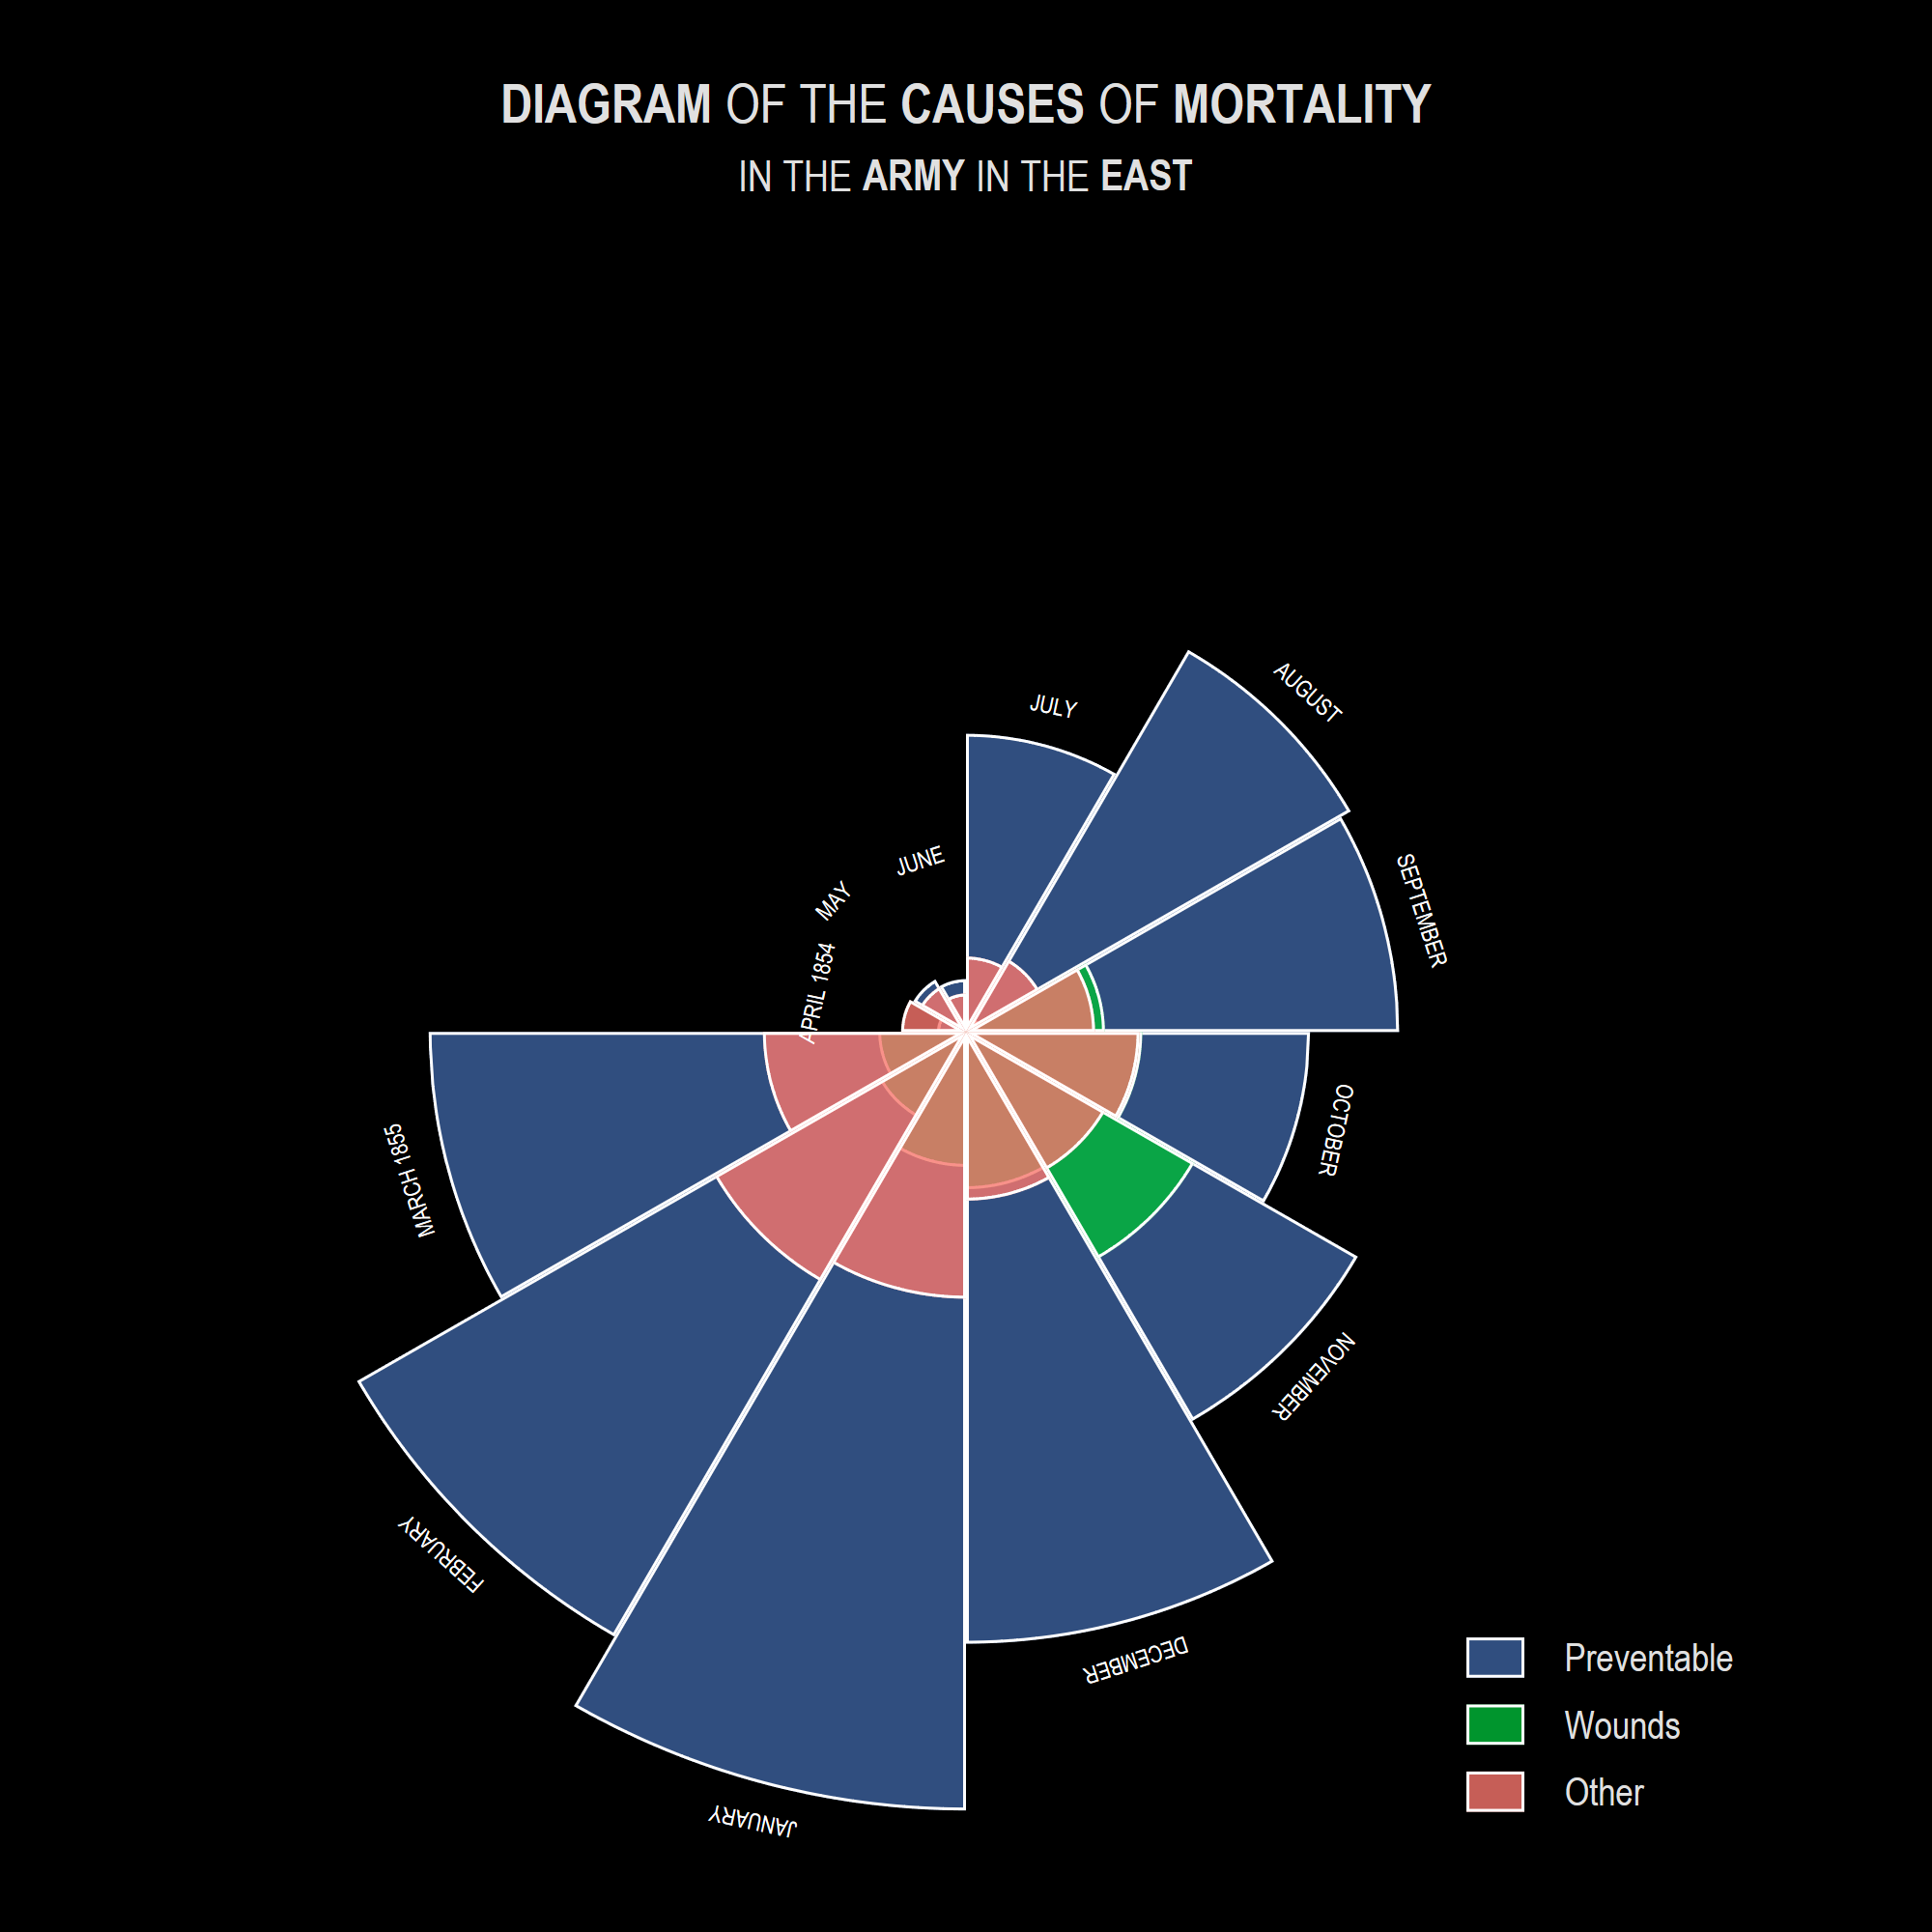 DIAGRAM OF THE CAUSES OF MORTALITY
IN THE ARMY IN THE EAST
APRIL 1854
MAY
JUNE
JULY
AUGUST
SEPTEMBER
OCTOBER
NOVEMBER
DECEMBER
JANUARY
FEBRUARY
MARCH 1855
Preventable
Wounds
Other